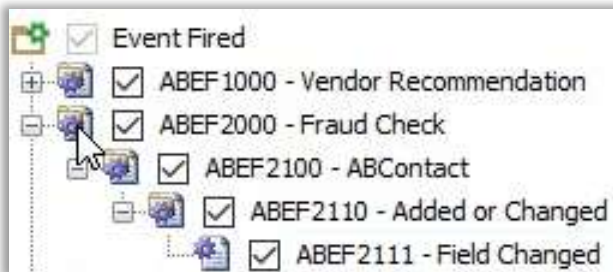 Event Fired
ABEF1000 - Vendor Recommendation
ABEF2000 - Fraud Check
ABEF2100 - ABContact
ABEF2110 - Added or Changed
ABEF2111 - Field Changed